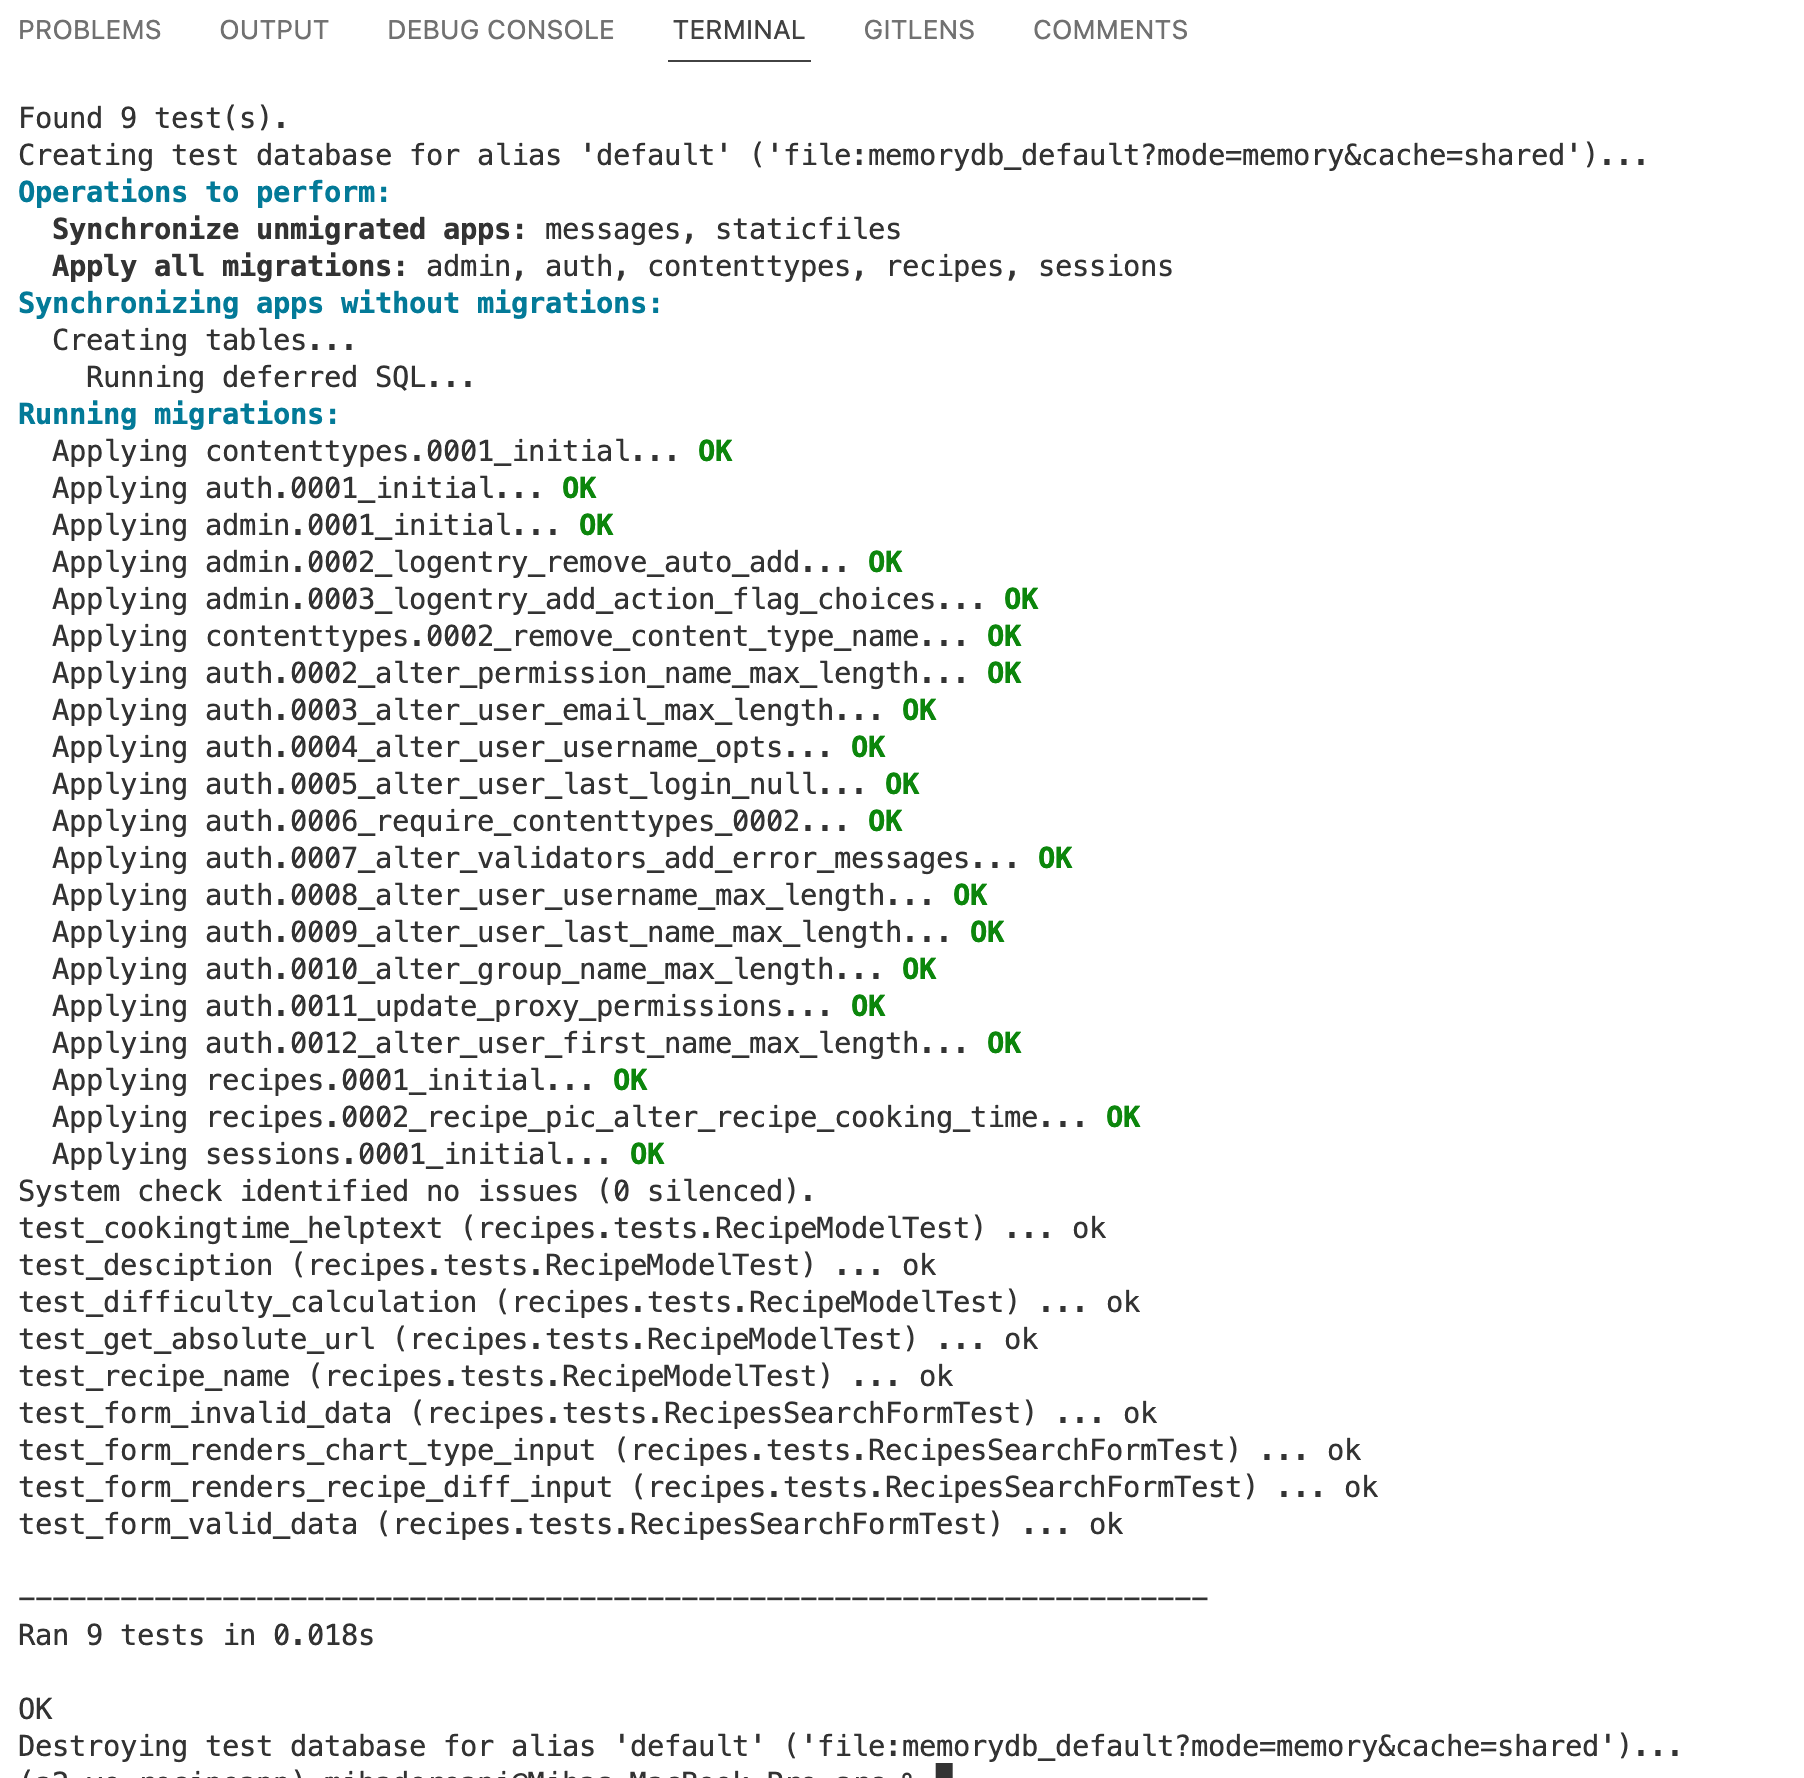 PROBLEMS OUTPUT DEBUG CONSOLE TERMINAL GITLENS COMMENTS
Found 9 test(s).
Creating test database for alias 'default' ('file:memorydb_default?mode=memory&cache=shared')...
Operations to perform:
  Synchronize unmigrated apps: messages, staticfiles
  Apply all migrations: admin, auth, contenttypes, recipes, sessions
Synchronizing apps without migrations:
  Creating tables...
    Running deferred SQL...
Running migrations:
  Applying contenttypes.0001_initial... OK
  Applying auth.0001_initial... OK
  Applying admin.0001_initial... OK
  Applying admin.0002_logentry_remove_auto_add... OK
  Applying admin.0003_logentry_add_action_flag_choices... OK
  Applying contenttypes.0002_remove_content_type_name... OK
  Applying auth.0002_alter_permission_name_max_length... OK
  Applying auth.0003_alter_user_email_max_length... OK
  Applying auth.0004_alter_user_username_opts... OK
  Applying auth.0005_alter_user_last_login_null... OK
  Applying auth.0006_require_contenttypes_0002... OK
  Applying auth.0007_alter_validators_add_error_messages... OK
  Applying auth.0008_alter_user_username_max_length... OK
  Applying auth.0009_alter_user_last_name_max_length... OK
  Applying auth.0010_alter_group_name_max_length... OK
  Applying auth.0011_update_proxy_permissions... OK
  Applying auth.0012_alter_user_first_name_max_length... OK
  Applying recipes.0001_initial... OK
  Applying recipes.0002_recipe_pic_alter_recipe_cooking_time... OK
  Applying sessions.0001_initial... OK
System check identified no issues (0 silenced).
test_cookingtime_helptext (recipes.tests.RecipeModelTest) ... ok
test_desciption (recipes.tests.RecipeModelTest) ... ok
test_difficulty_calculation (recipes.tests.RecipeModelTest) ... ok
test_get_absolute_url (recipes.tests.RecipeModelTest) ... ok
test_recipe_name (recipes.tests.RecipeModelTest) ... ok
test_form_invalid_data (recipes.tests.RecipesSearchFormTest) ... ok
test_form_renders_chart_type_input (recipes.tests.RecipesSearchFormTest) ... ok
test_form_renders_recipe_diff_input (recipes.tests.RecipesSearchFormTest) ... ok
test_form_valid_data (recipes.tests.RecipesSearchFormTest) ... ok
----------------------------------------------------------------------
Ran 9 tests in 0.018s
OK
Destroying test database for alias 'default' ('file:memorydb_default?mode=memory&cache=shared')...